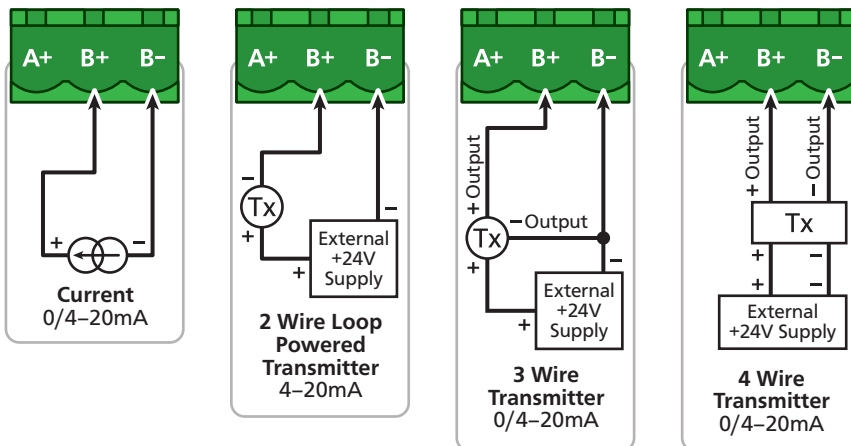 A+ B+ B−
+ −
Current
0/4–20mA
A+ B+ B−
−
Tx
+
−
+
External
+24V
Supply
2 Wire Loop
Powered
Transmitter
4–20mA
A+ B+ B−
+ Output
Tx
− Output
+
−
+
External
+24V
Supply
3 Wire
Transmitter
0/4–20mA
A+ B+ B−
+ Output
− Output
Tx
+ −
+ −
External
+24V Supply
4 Wire
Transmitter
0/4–20mA